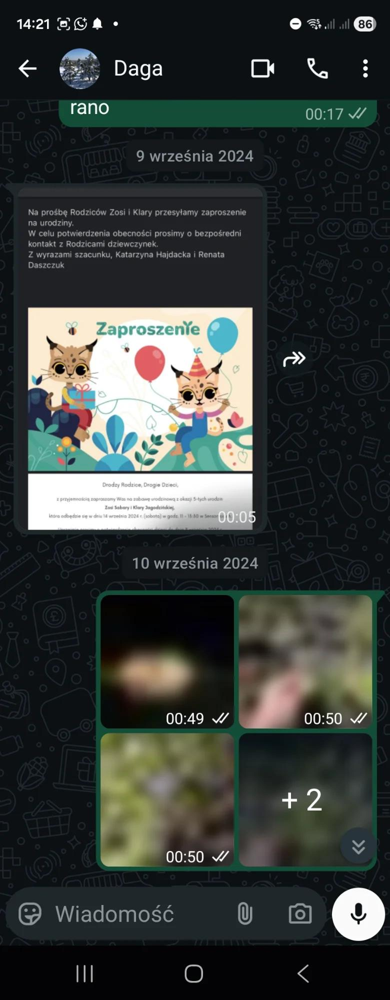 14:21
86
Daga
rano
00:17
9 września 2024
Na prośbę Rodziców Zosi i Klary przesyłamy zaproszenie
na urodziny.
W celu potwierdzenia obecności prosimy o bezpośredni
kontakt z Rodzicami dziewczynek.
Z wyrazami szacunku, Katarzyna Hajdacka i Renata
Daszczuk
Zaproszenie
Drodzy Rodzice, Drogie Dzieci,
z przyjemnością zapraszamy Was na zabawę urodzinową z okazji 5-tych urodzin
Zosi Sabary i Klary Jagodzińskiej,
która odbędzie się w dniu 14 września 2024 r. (sobota) w godz. 11 - 13:30 w
00:05
10 września 2024
00:49
00:50
00:50
+ 2
Wiadomość